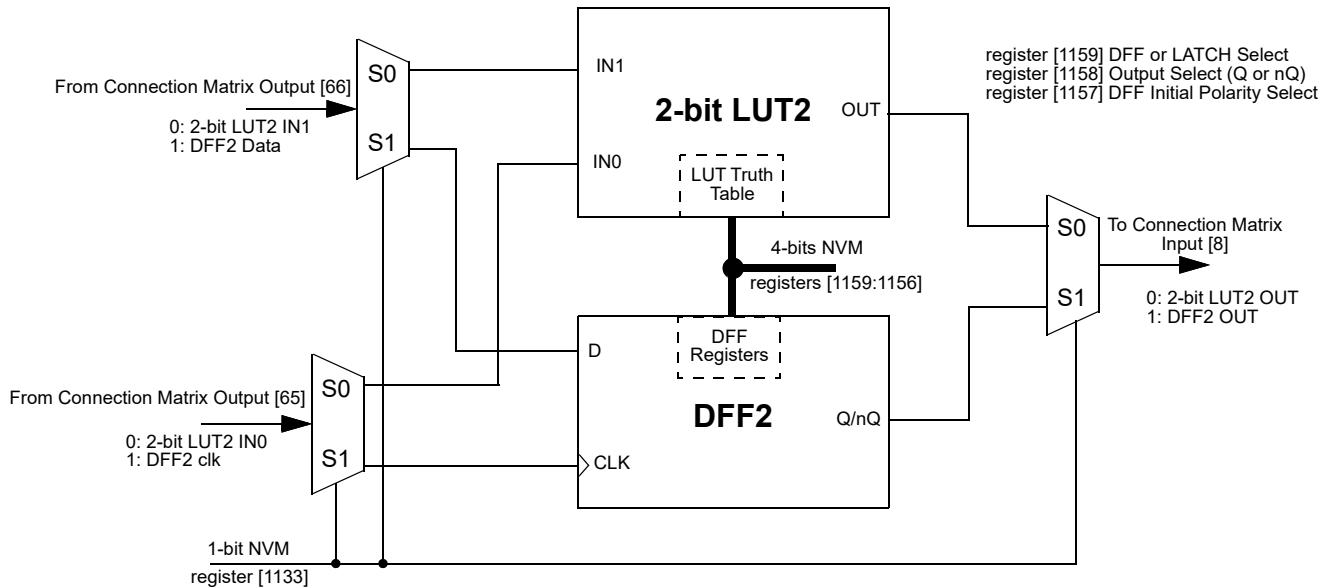 From Connection Matrix Output [66]
0: 2-bit LUT2 IN1
1: DFF2 Data
S0
S1
IN1
IN0
2-bit LUT2
OUT
LUT Truth
Table
register [1159] DFF or LATCH Select
register [1158] Output Select (Q or nQ)
register [1157] DFF Initial Polarity Select
4-bits NVM
registers [1159:1156]
S0
S1
To Connection Matrix
Input [8]
0: 2-bit LUT2 OUT
1: DFF2 OUT
From Connection Matrix Output [65]
0: 2-bit LUT2 IN0
1: DFF2 clk
S0
S1
D
CLK
DFF
Registers
DFF2
Q/nQ
1-bit NVM
register [1133]